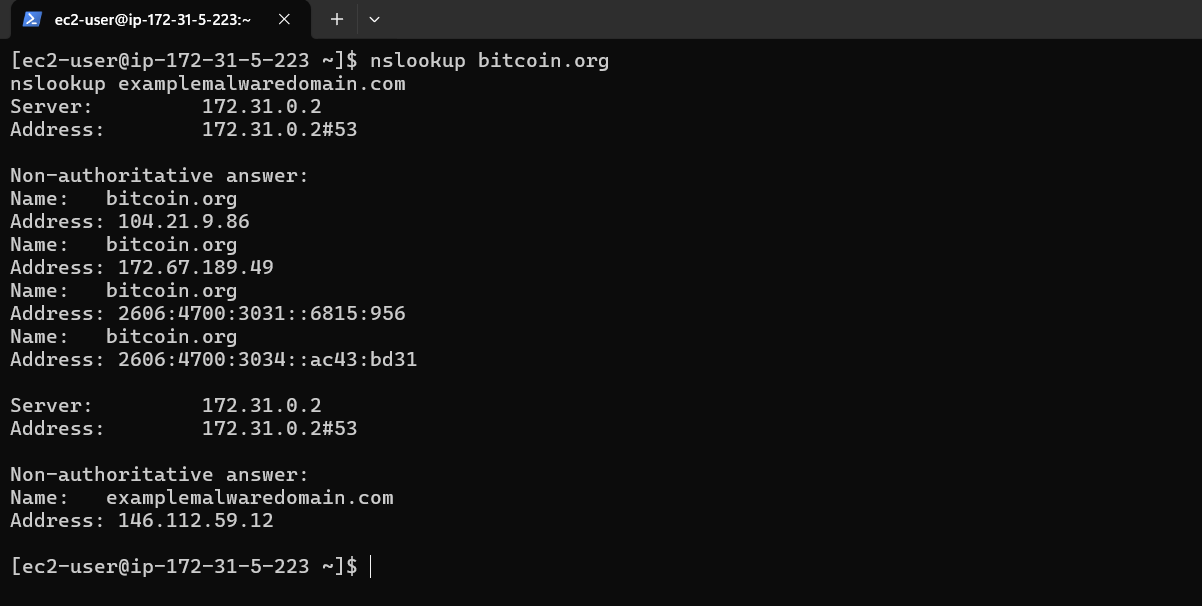 ec2-user@ip-172-31-5-223:~
[ec2-user@ip-172-31-5-223 ~]$ nslookup bitcoin.org
nslookup examplemalwaredomain.com
Server:         172.31.0.2
Address:        172.31.0.2#53
Non-authoritative answer:
Name:   bitcoin.org
Address: 104.21.9.86
Name:   bitcoin.org
Address: 172.67.189.49
Name:   bitcoin.org
Address: 2606:4700:3031::6815:956
Name:   bitcoin.org
Address: 2606:4700:3034::ac43:bd31
Server:         172.31.0.2
Address:        172.31.0.2#53
Non-authoritative answer:
Name:   examplemalwaredomain.com
Address: 146.112.59.12
[ec2-user@ip-172-31-5-223 ~]$